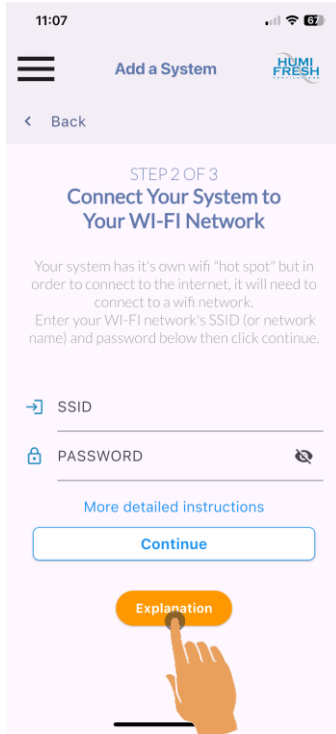 11:07
67
Add a System
HUMI
FRESH
Back
STEP 2 OF 3
Connect Your System to
Your WI-FI Network
Your system has it's own wifi "hot spot" but in
order to connect to the internet, it will need to
connect to a wifi network.
Enter your WI-FI network's SSID (or network
name) and password below then click continue.
SSID
PASSWORD
More detailed instructions
Continue
Explanation